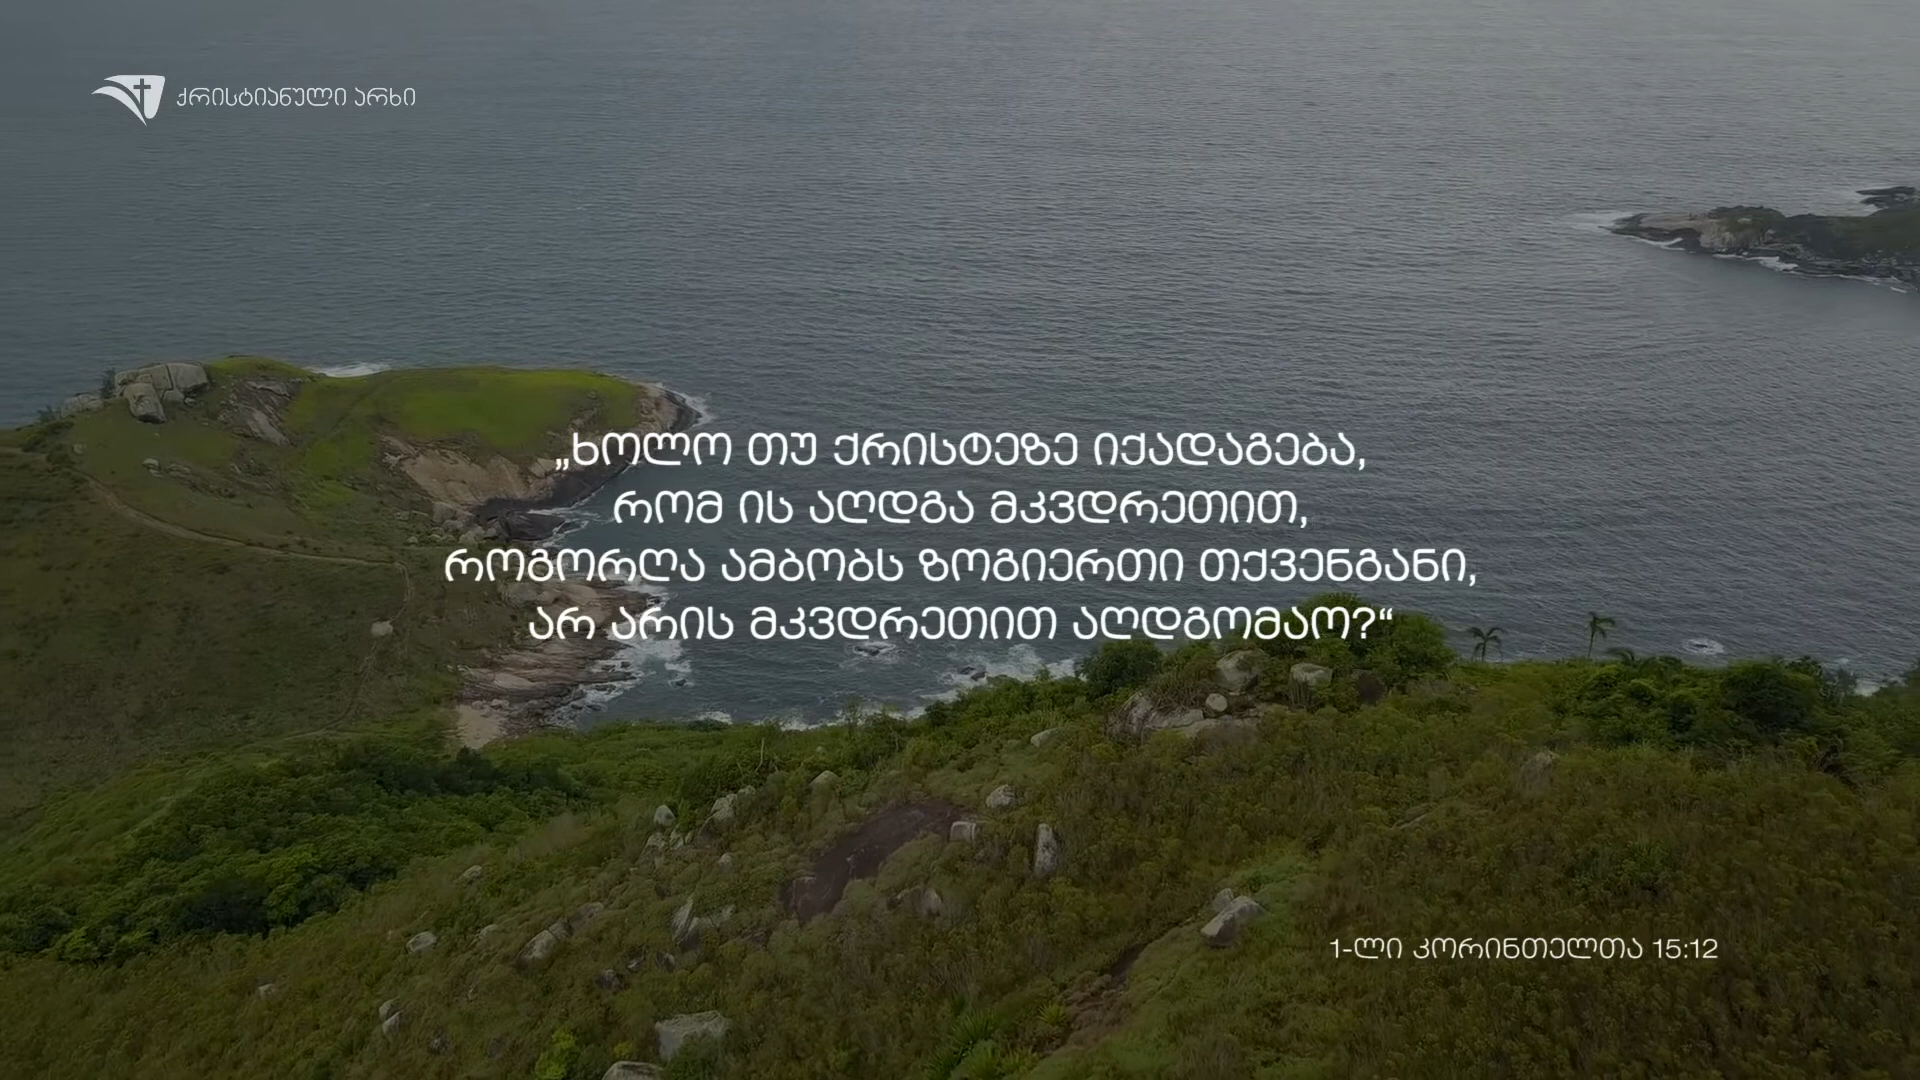 ქრისტიანული არხი
„ხოლო თუ ქრისტეზე იქადაგება,
რომ ის აღდგა მკვდრეთით,
როგორღა ამბობს ზოგიერთი თქვენგანი,
არ არის მკვდრეთით აღდგომაო?“
1-ლი კორინთელთა 15:12